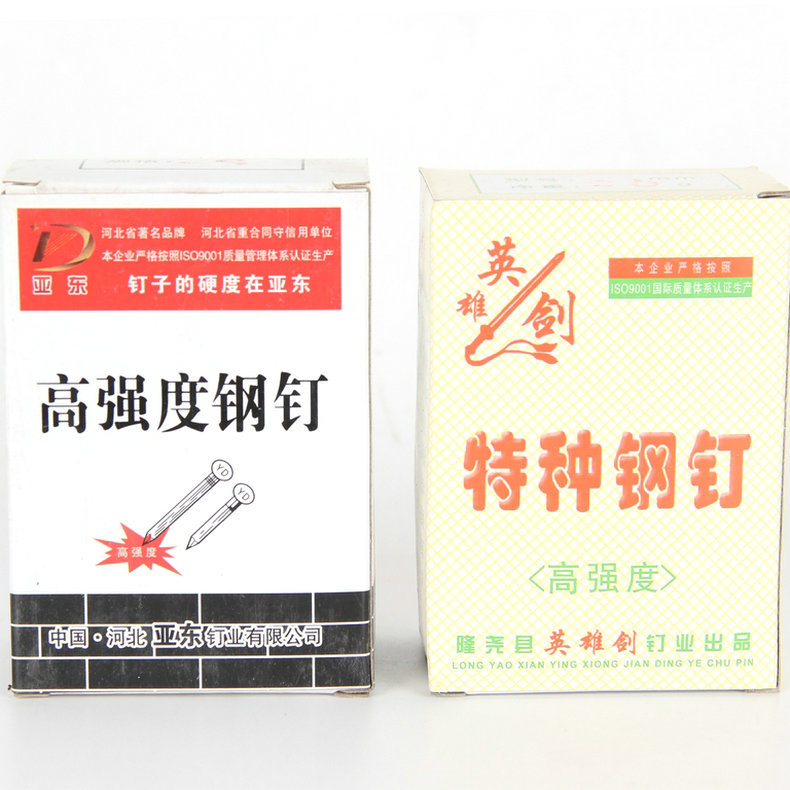 河北省著名品牌 河北省重合同守信用单位
本企业严格按照ISO9001质量管理体系认证生产
亚东 钉子的硬度在亚东
高强度钢钉
YD
YD
高强度
中国·河北 亚东 钉业有限公司
英雄剑
本企业严格按照
ISO9001国际质量体系认证生产
特种钢钉
<高强度>
隆尧县 英雄剑 钉业出品
LONG YAO XIAN YING XIONG JIAN DING YE CHU PIN